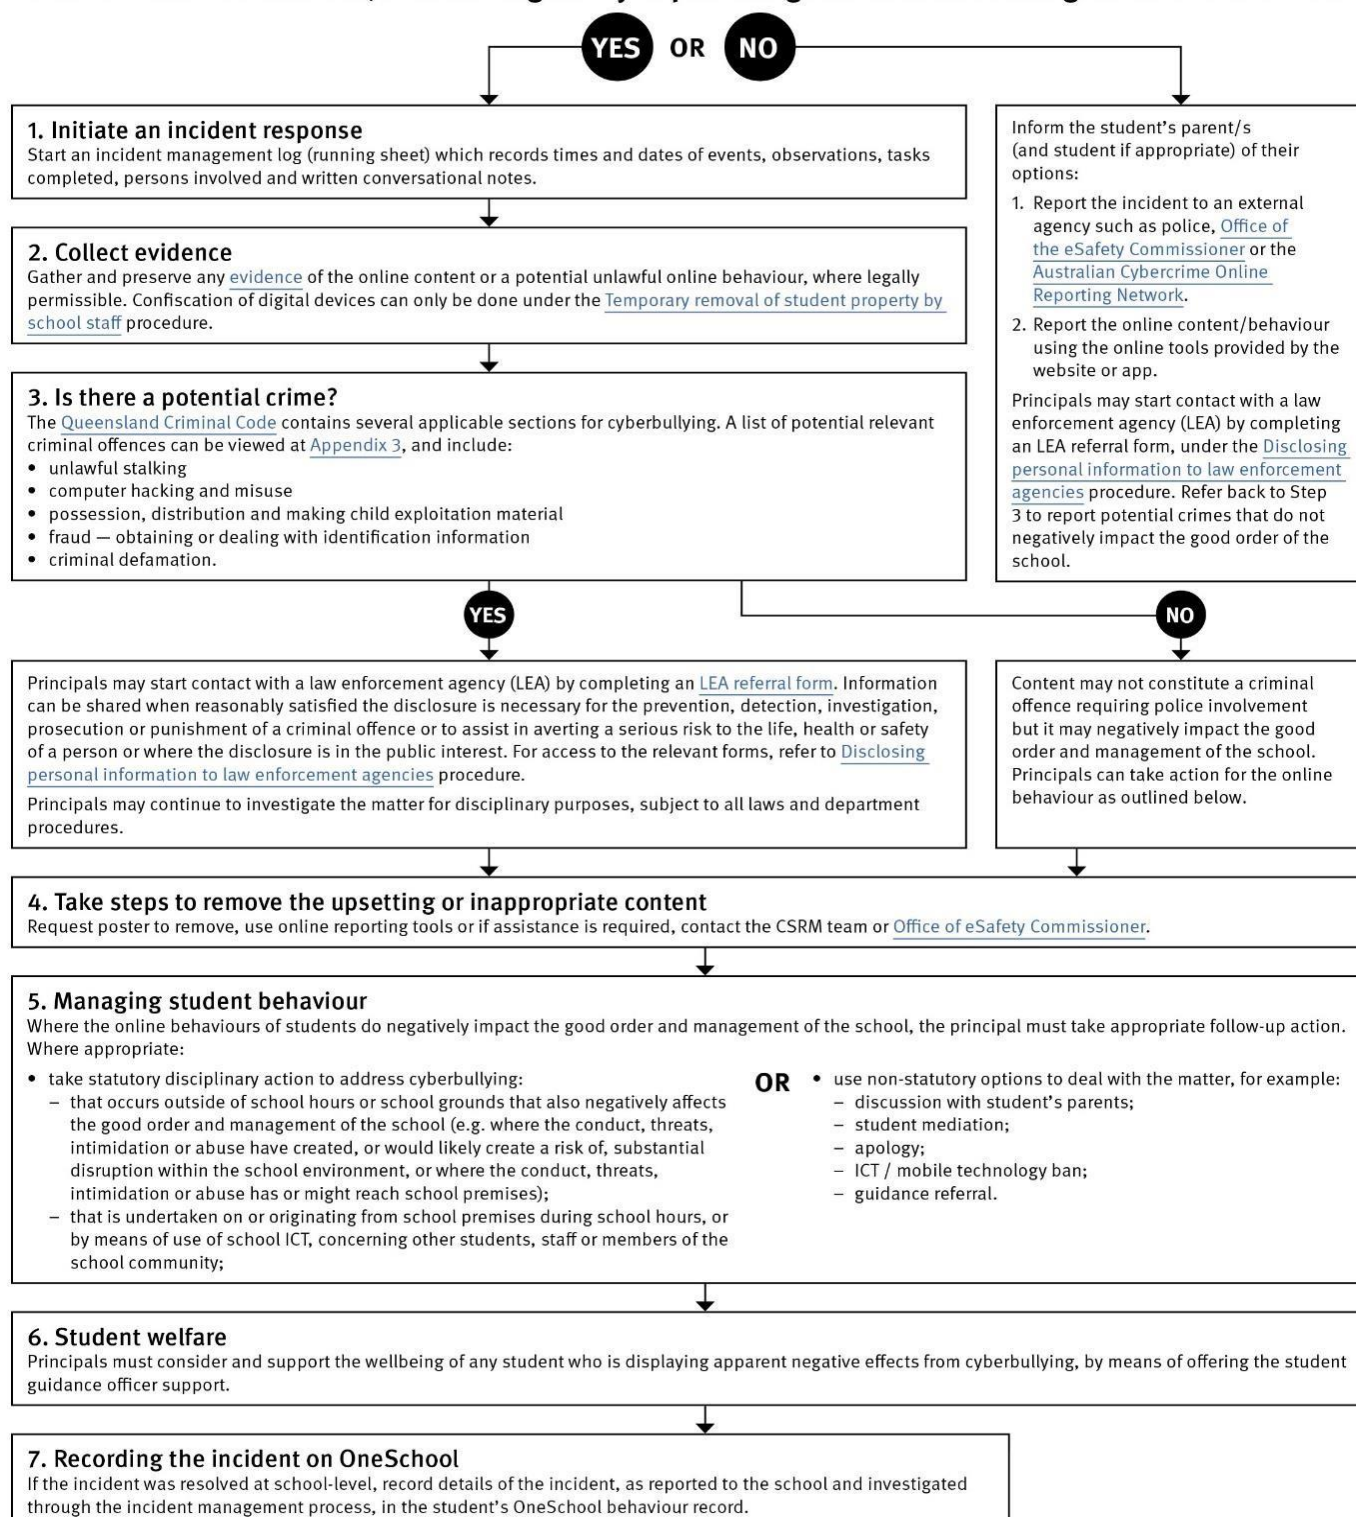 YES OR NO
1. Initiate an incident response
Start an incident management log (running sheet) which records times and dates of events, observations, tasks
completed, persons involved and written conversational notes.
Inform the student's parent/s
(and student if appropriate) of their
options:
1. Report the incident to an external
agency such as police, Office of
the eSafety Commissioner or the
Australian Cybercrime Online
Reporting Network.
2. Report the online content/behaviour
using the online tools provided by the
website or app.
Principals may start contact with a law
enforcement agency (LEA) by completing
an LEA referral form, under the Disclosing
personal information to law enforcement
agencies procedure. Refer back to Step
3 to report potential crimes that do not
negatively impact the good order of the
school.
2. Collect evidence
Gather and preserve any evidence of the online content or a potential unlawful online behaviour, where legally
permissible. Confiscation of digital devices can only be done under the Temporary removal of student property by
school staff procedure.
3. Is there a potential crime?
The Queensland Criminal Code contains several applicable sections for cyberbullying. A list of potential relevant
criminal offences can be viewed at Appendix 3, and include:
• unlawful stalking
• computer hacking and misuse
• possession, distribution and making child exploitation material
• fraud — obtaining or dealing with identification information
• criminal defamation.
YES
NO
Principals may start contact with a law enforcement agency (LEA) by completing an LEA referral form. Information
can be shared when reasonably satisfied the disclosure is necessary for the prevention, detection, investigation,
prosecution or punishment of a criminal offence or to assist in averting a serious risk to the life, health or safety
of a person or where the disclosure is in the public interest. For access to the relevant forms, refer to Disclosing
personal information to law enforcement agencies procedure.
Principals may continue to investigate the matter for disciplinary purposes, subject to all laws and department
procedures.
Content may not constitute a criminal
offence requiring police involvement
but it may negatively impact the good
order and management of the school.
Principals can take action for the online
behaviour as outlined below.
4. Take steps to remove the upsetting or inappropriate content
Request poster to remove, use online reporting tools or if assistance is required, contact the CSRM team or Office of eSafety Commissioner.
5. Managing student behaviour
Where the online behaviours of students do negatively impact the good order and management of the school, the principal must take appropriate follow-up action.
Where appropriate:
• take statutory disciplinary action to address cyberbullying:
– that occurs outside of school hours or school grounds that also negatively affects
the good order and management of the school (e.g. where the conduct, threats,
intimidation or abuse have created, or would likely create a risk of, substantial
disruption within the school environment, or where the conduct, threats,
intimidation or abuse has or might reach school premises);
– that is undertaken on or originating from school premises during school hours, or
by means of use of school ICT, concerning other students, staff or members of the
school community;
OR
• use non-statutory options to deal with the matter, for example:
– discussion with student's parents;
– student mediation;
– apology;
– ICT / mobile technology ban;
– guidance referral.
6. Student welfare
Principals must consider and support the wellbeing of any student who is displaying apparent negative effects from cyberbullying, by means of offering the student
guidance officer support.
7. Recording the incident on OneSchool
If the incident was resolved at school-level, record details of the incident, as reported to the school and investigated
through the incident management process, in the student's OneSchool behaviour record.